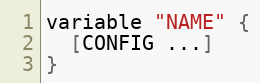 1 variable "NAME" {
2   [CONFIG ...]
3 }